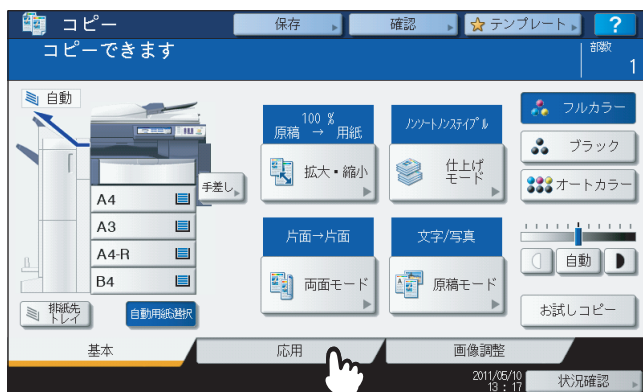 コピー
保存
確認
テンプレート
?
コピーできます
部数
1
自動
A4
A3
A4-R
B4
手差し
排紙先
トレイ
自動用紙選択
100 %
原稿 → 用紙
拡大・縮小
ノンソートノンステイプル
仕上げ
モード
片面→片面
両面モード
文字/写真
原稿モード
フルカラー
ブラック
オートカラー
自動
お試しコピー
基本
応用
画像調整
2011/05/10
13 : 17
状況確認